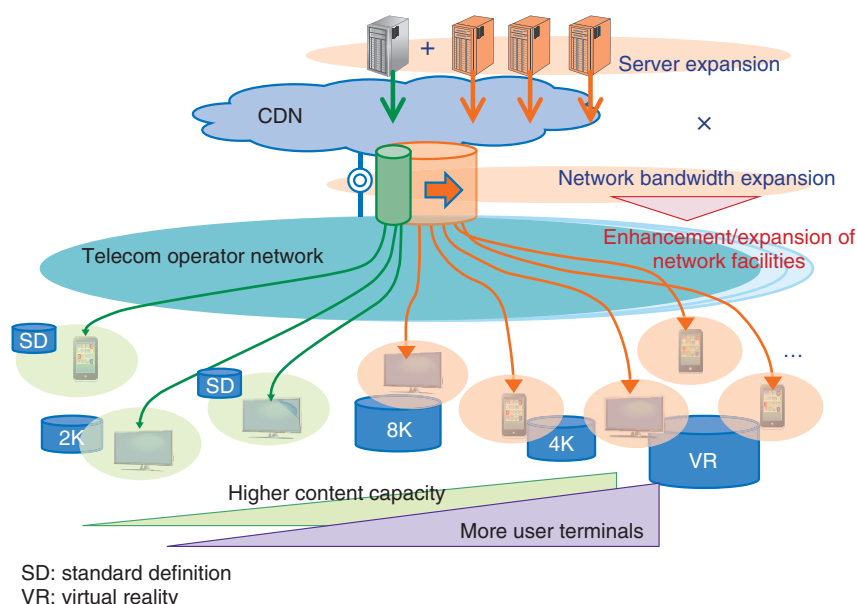 +
Server expansion
CDN
×
Network bandwidth expansion
Enhancement/expansion of
network facilities
Telecom operator network
SD
SD
...
2K
8K
4K
VR
Higher content capacity
More user terminals
SD: standard definition
VR: virtual reality